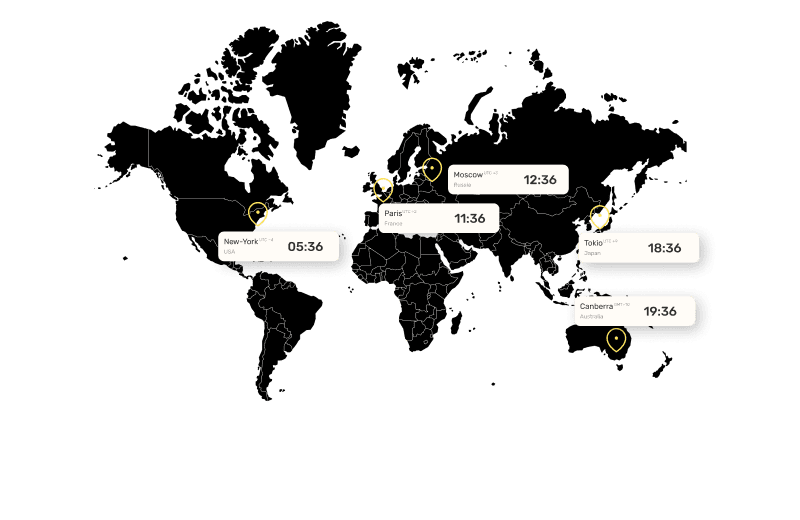 Moscow UTC +3
Russia
12:36
Paris UTC +2
France
11:36
New-York UTC -4
USA
05:36
Tokio UTC +9
Japan
18:36
Canberra GMT+10
Australia
19:36